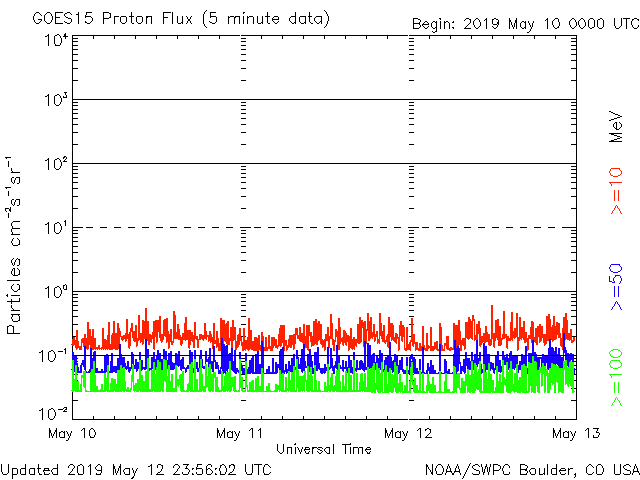 GOES15 Proton Flux (5 minute data)
Begin: 2019 May 10 0000 UTC
10⁴
10³
10²
10¹
10⁰
10⁻¹
10⁻²
Particles cm⁻²s⁻¹sr⁻¹
MeV
>=10
>=50
>=100
May 10
May 11
May 12
May 13
Universal Time
Updated 2019 May 12 23:56:02 UTC
NOAA/SWPC Boulder, CO USA